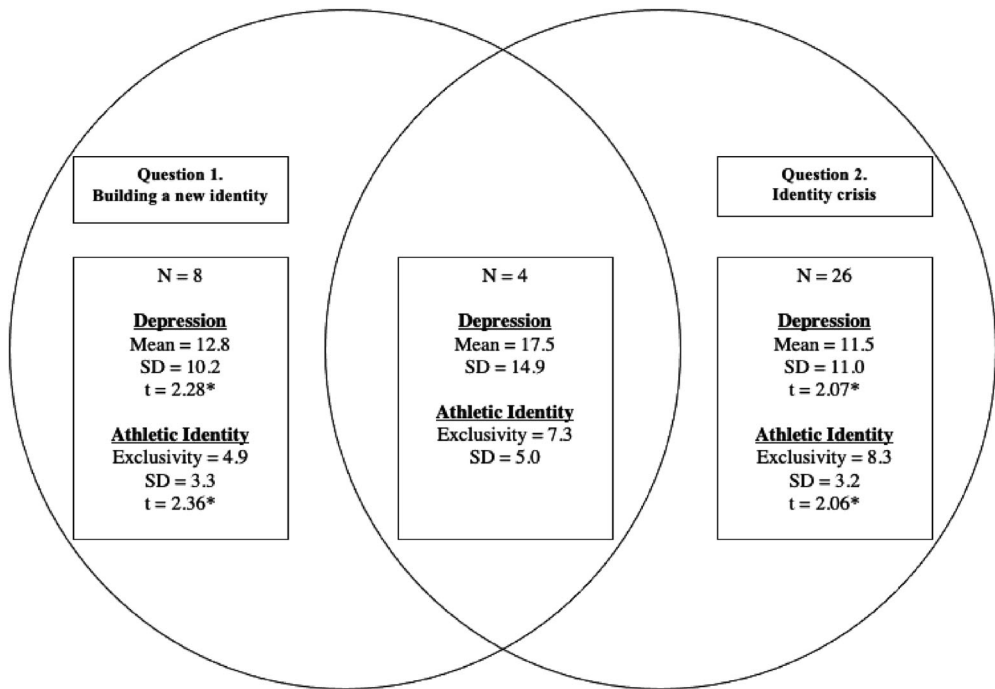 Question 1.
Building a new identity
Question 2.
Identity crisis
N = 8
Depression
Mean = 12.8
SD = 10.2
t = 2.28*
Athletic Identity
Exclusivity = 4.9
SD = 3.3
t = 2.36*
N = 4
Depression
Mean = 17.5
SD = 14.9
Athletic Identity
Exclusivity = 7.3
SD = 5.0
N = 26
Depression
Mean = 11.5
SD = 11.0
t = 2.07*
Athletic Identity
Exclusivity = 8.3
SD = 3.2
t = 2.06*